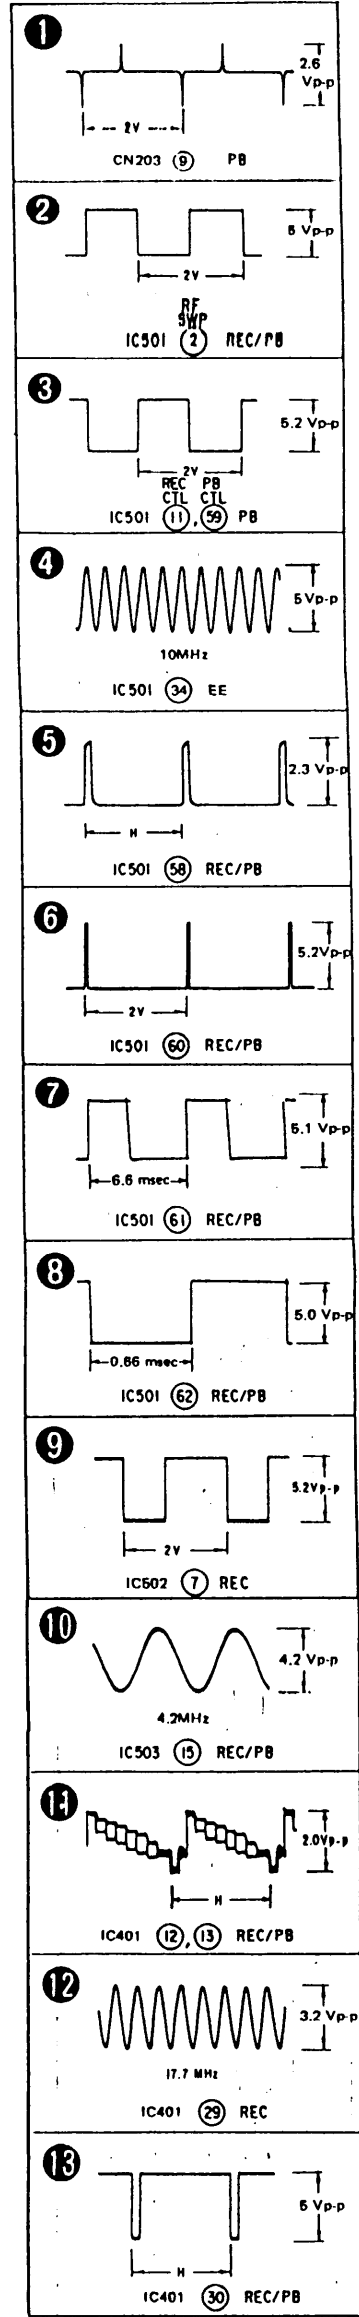 1
2.6
Vp-p
2V
CN203 9 PB
2
5 Vp-p
2V
RF
SWP
IC501 2 REC/PB
3
5.2 Vp-p
2V
REC PB
CTL CTL
IC501 11, 59 PB
4
5 Vp-p
10MHz
IC501 34 EE
5
2.3 Vp-p
H
IC501 58 REC/PB
6
5.2Vp-p
2V
IC501 60 REC/PB
7
5.1 Vp-p
6.6 msec
IC501 61 REC/PB
8
5.0 Vp-p
0.66 msec
IC501 62 REC/PB
9
5.2Vp-p
2V
IC502 7 REC
10
4.2 Vp-p
4.2MHz
IC503 15 REC/PB
11
2.0Vp-p
H
IC401 12, 13 REC/PB
12
3.2 Vp-p
17.7 MHz
IC401 29 REC
13
5 Vp-p
H
IC401 30 REC/PB